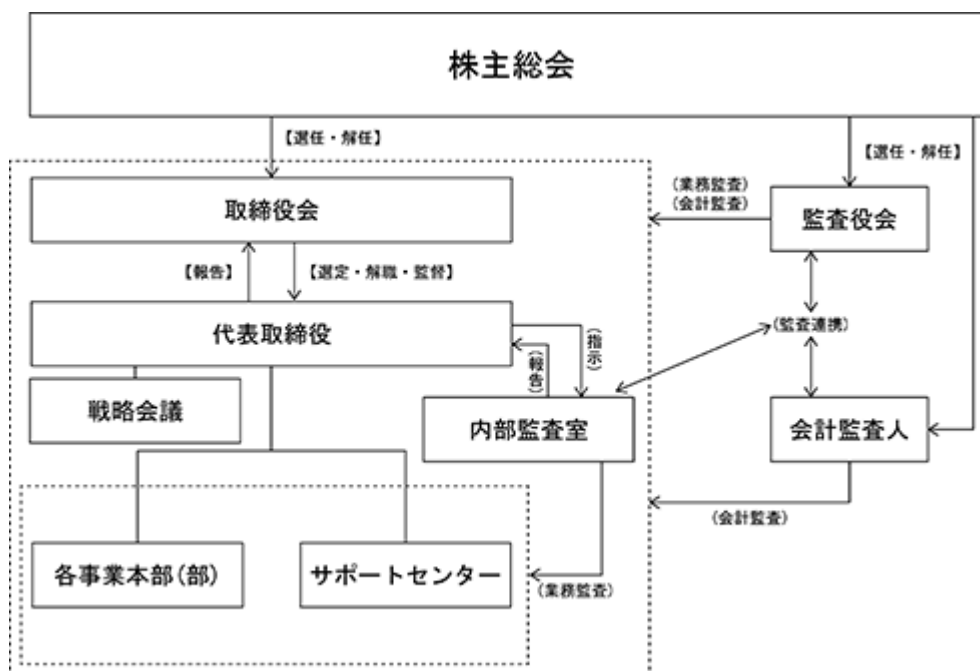 株主総会
【選任・解任】
【選任・解任】
取締役会
(業務監査)
(会計監査)
監査役会
【報告】
【選定・解職・監督】
代表取締役
(指示)
(報告)
(監査連携)
戦略会議
内部監査室
会計監査人
(会計監査)
各事業本部(部)
サポートセンター
(業務監査)